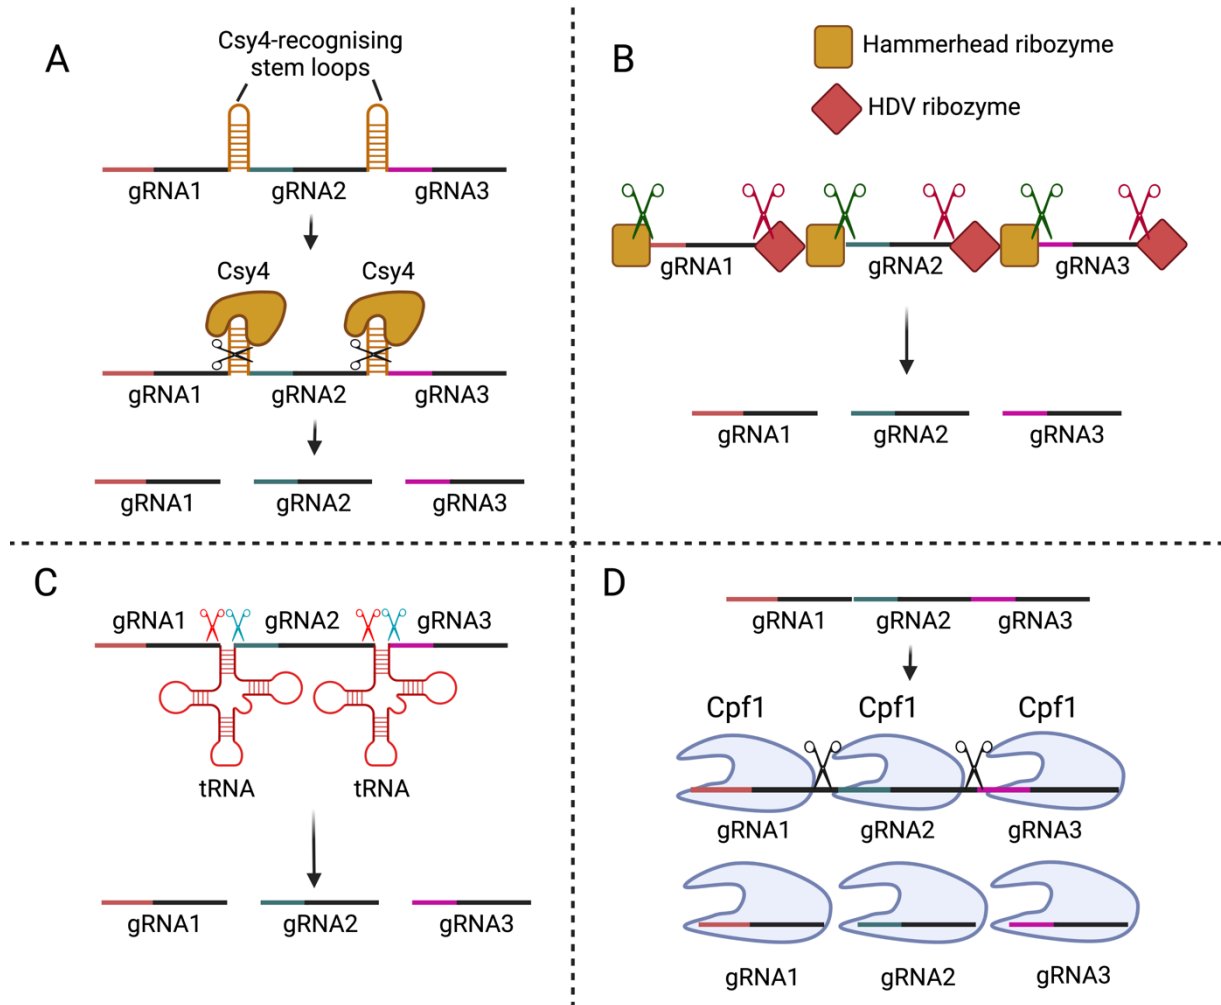 A
Csy4-recognising
stem loops
gRNA1 gRNA2 gRNA3
Csy4 Csy4
gRNA1 gRNA2 gRNA3
gRNA1 gRNA2 gRNA3
B
Hammerhead ribozyme
HDV ribozyme
gRNA1 gRNA2 gRNA3
gRNA1 gRNA2 gRNA3
C
gRNA1 gRNA2 gRNA3
tRNA tRNA
gRNA1 gRNA2 gRNA3
D
gRNA1 gRNA2 gRNA3
Cpf1 Cpf1 Cpf1
gRNA1 gRNA2 gRNA3
gRNA1 gRNA2 gRNA3